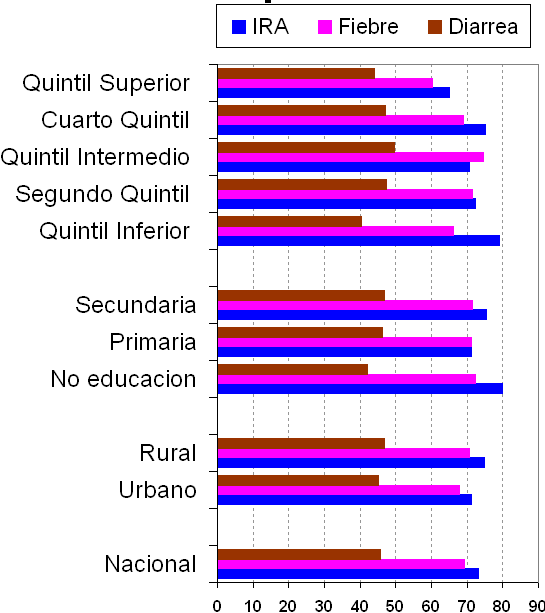 IRA Fiebre Diarrea
Quintil Superior
Cuarto Quintil
Quintil Intermedio
Segundo Quintil
Quintil Inferior
Secundaria
Primaria
No educacion
Rural
Urbano
Nacional
0 10 20 30 40 50 60 70 80 90